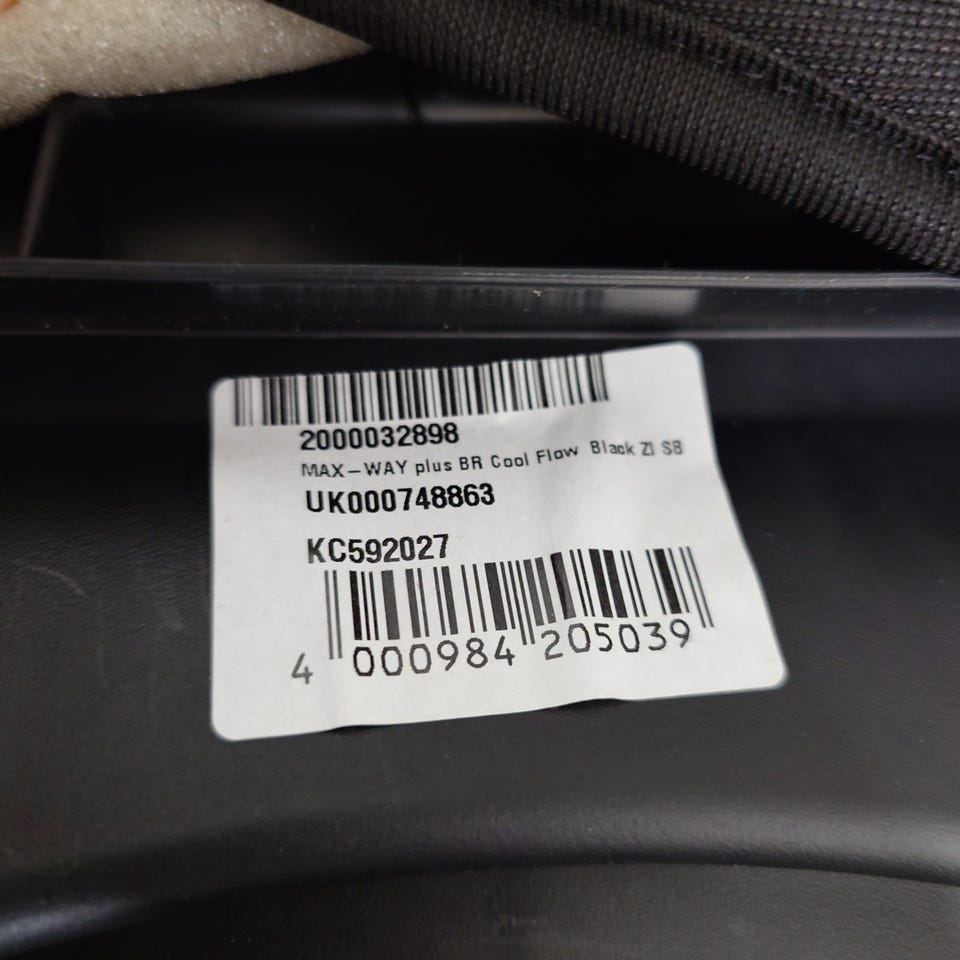 2000032898
MAX-WAY plus BR Cool Flow Black ZI SB
UK000748863
KC592027
4 000984 205039